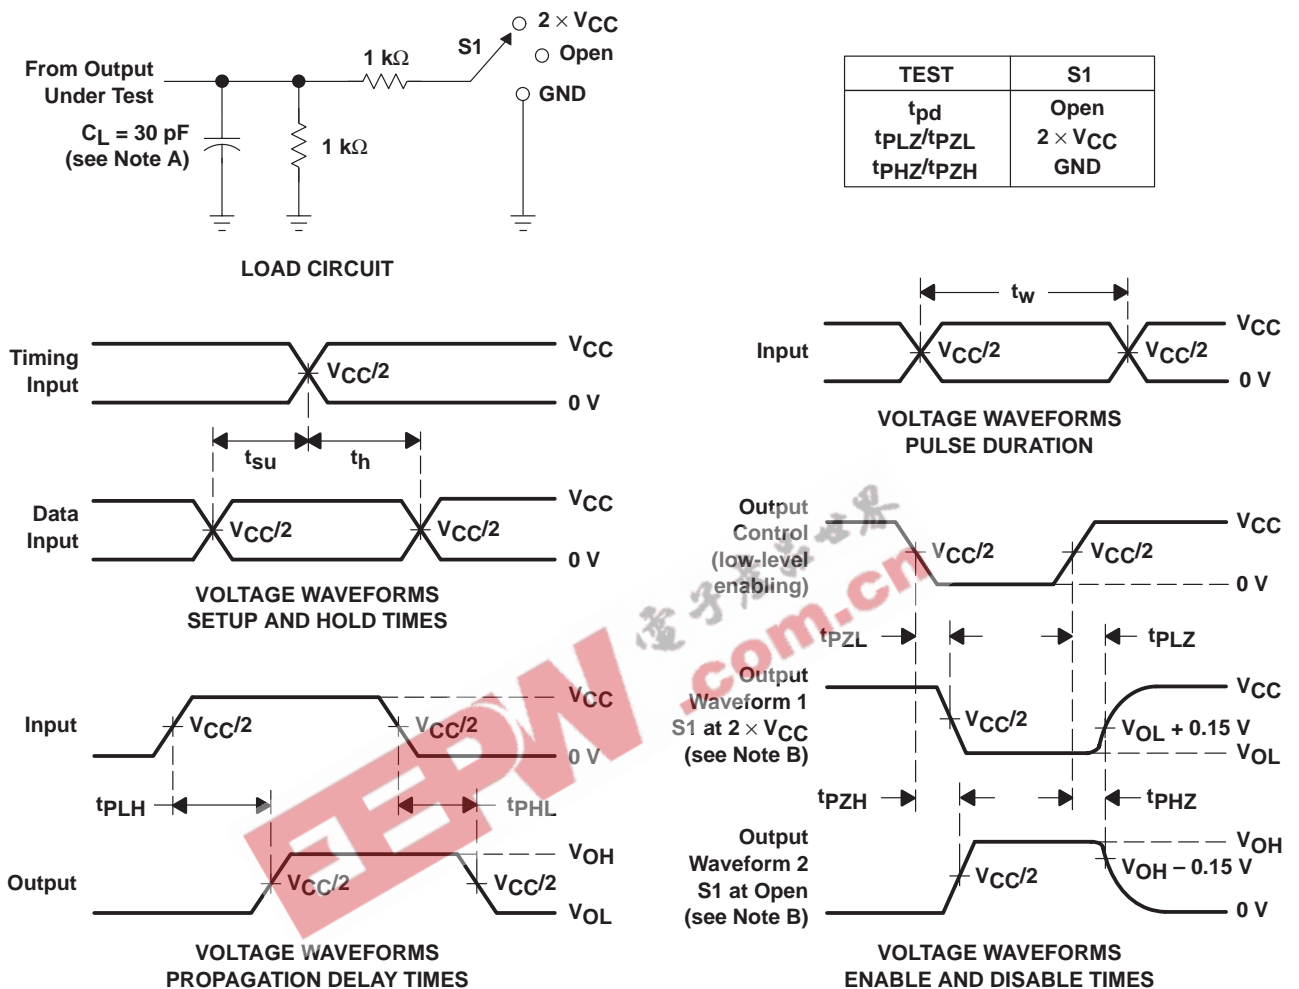 2 × VCC
S1
Open
1 kΩ
From Output
Under Test
GND
CL = 30 pF
(see Note A)
1 kΩ
LOAD CIRCUIT
TEST S1
tpd Open
tPLZ/tPZL 2 × VCC
tPHZ/tPZH GND
tw
Input
VCC
VCC/2
VCC/2
0 V
VOLTAGE WAVEFORMS
PULSE DURATION
Timing
Input
VCC
VCC/2
0 V
tsu
th
Data
Input
VCC
VCC/2
VCC/2
0 V
VOLTAGE WAVEFORMS
SETUP AND HOLD TIMES
Input
VCC
VCC/2
VCC/2
0 V
tPLH
tPHL
Output
VOH
VCC/2
VCC/2
VOL
VOLTAGE WAVEFORMS
PROPAGATION DELAY TIMES
Output
Control
(low-level
enabling)
VCC
VCC/2
VCC/2
0 V
tPZL
tPLZ
Output
Waveform 1
S1 at 2 × VCC
(see Note B)
VCC
VCC/2
VOL + 0.15 V
VOL
tPZH
tPHZ
Output
Waveform 2
S1 at Open
(see Note B)
VOH
VCC/2
VOH – 0.15 V
0 V
VOLTAGE WAVEFORMS
ENABLE AND DISABLE TIMES
EEPW
.com.cn
電子產品世界